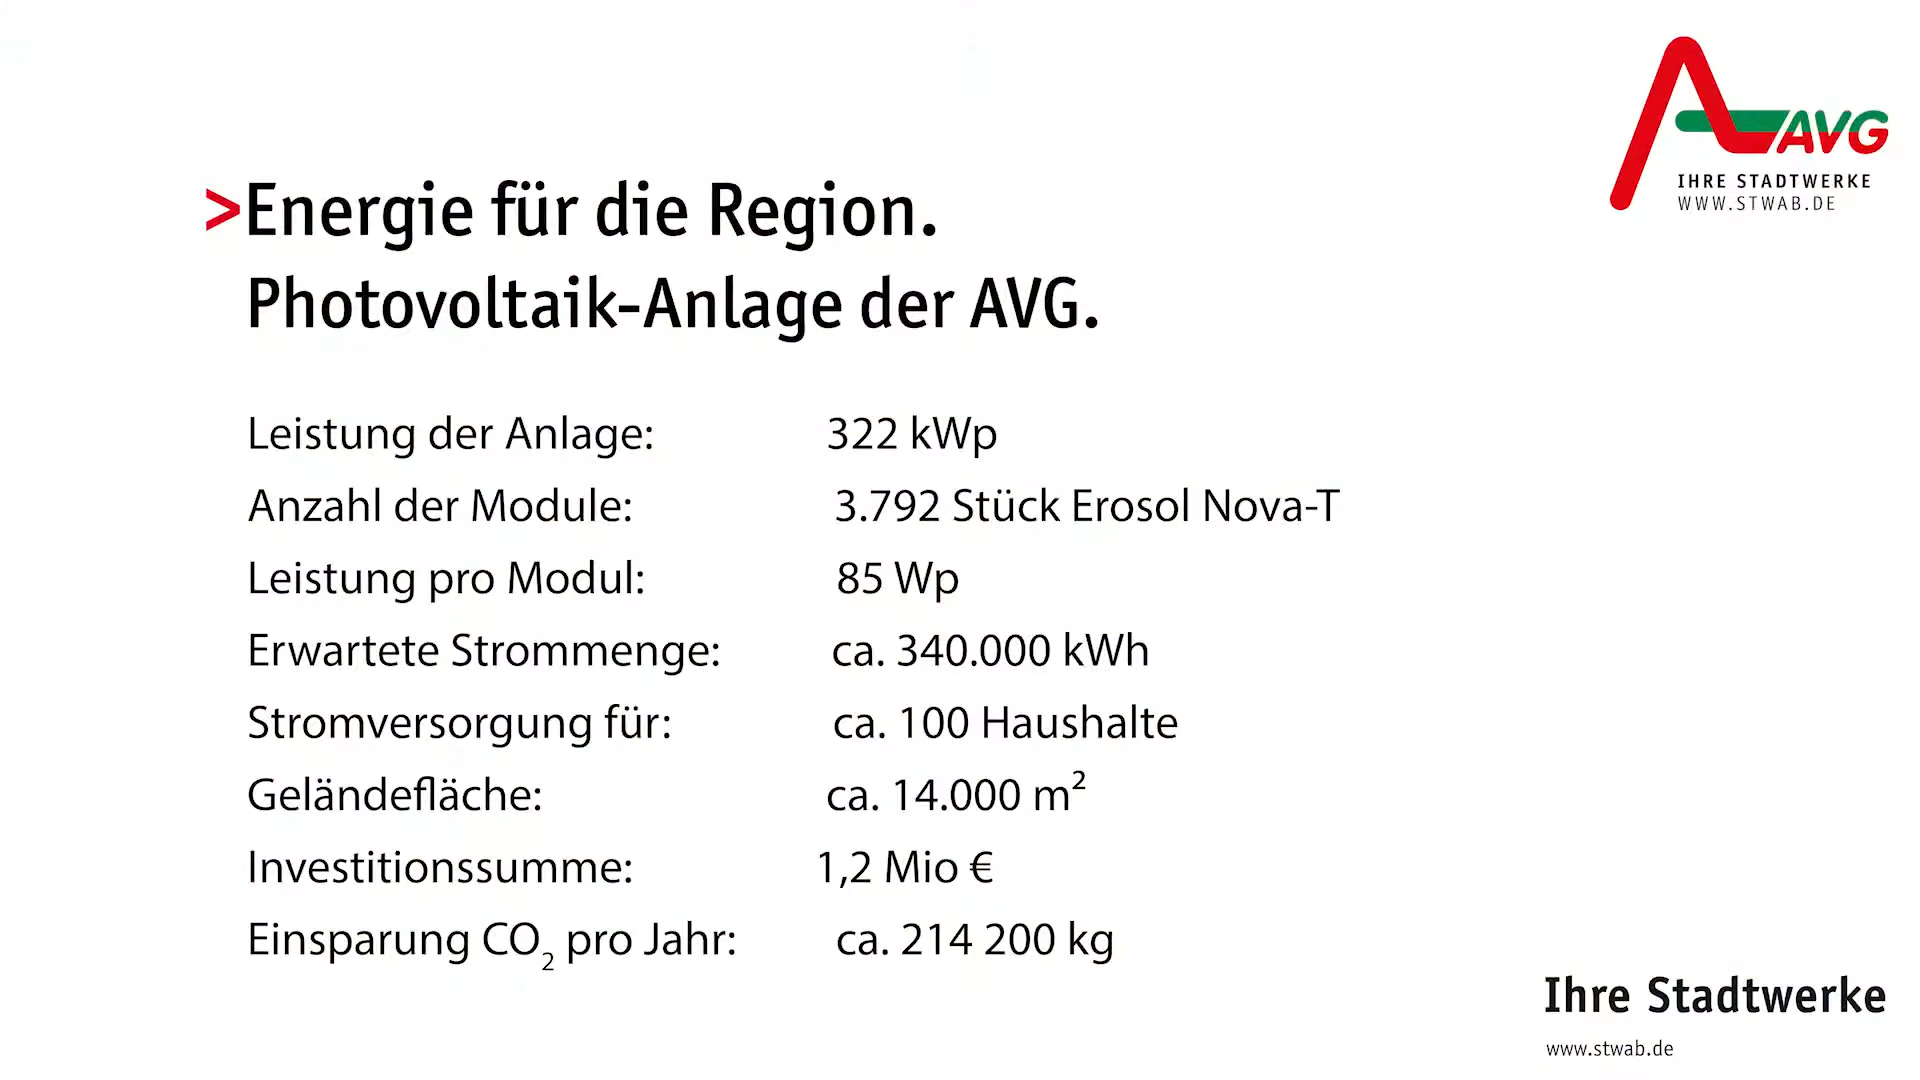 AVG
IHRE STADTWERKE
WWW.STWAB.DE
>Energie für die Region.
Photovoltaik-Anlage der AVG.
Leistung der Anlage: 322 kWp
Anzahl der Module: 3.792 Stück Erosol Nova-T
Leistung pro Modul: 85 Wp
Erwartete Strommenge: ca. 340.000 kWh
Stromversorgung für: ca. 100 Haushalte
Geländefläche: ca. 14.000 m²
Investitionssumme: 1,2 Mio €
Einsparung CO₂ pro Jahr: ca. 214 200 kg
Ihre Stadtwerke
www.stwab.de